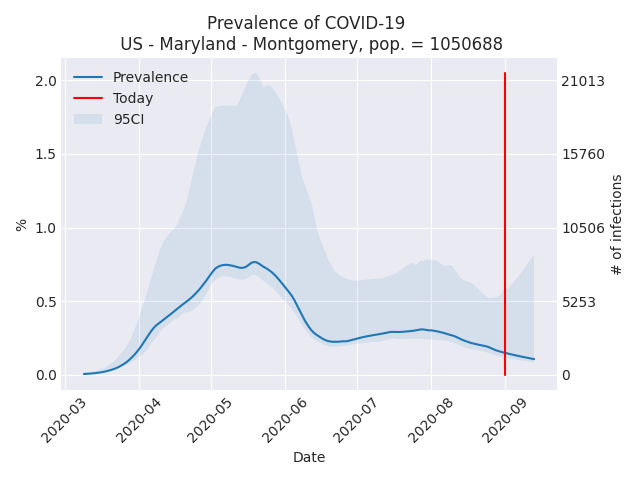 Prevalence of COVID-19
US - Maryland - Montgomery, pop. = 1050688
Prevalence
Today
95CI
2.0
1.5
1.0
0.5
0.0
%
21013
15760
10506
5253
0
# of infections
2020-03
2020-04
2020-05
2020-06
2020-07
2020-08
2020-09
Date